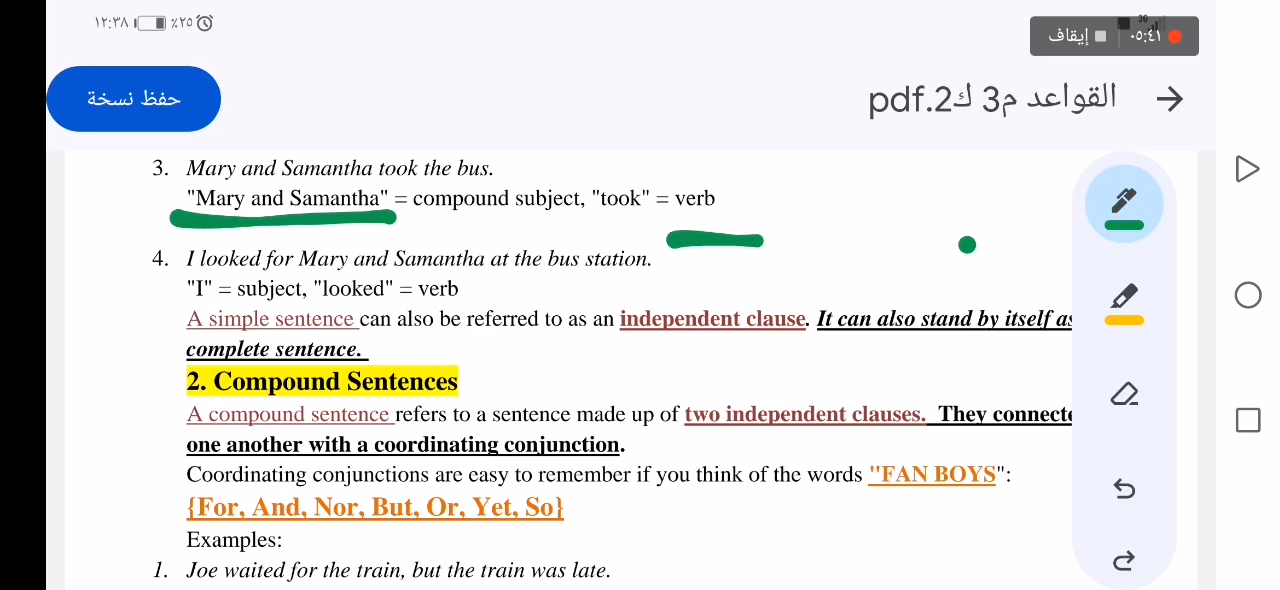 ١٢:٣٨ ٪٢٥
3G
إيقاف ٠٥:٤١
حفظ نسخة
القواعد م3 ك2.pdf
3. Mary and Samantha took the bus.
"Mary and Samantha" = compound subject, "took" = verb
4. I looked for Mary and Samantha at the bus station.
"I" = subject, "looked" = verb
A simple sentence can also be referred to as an independent clause. It can also stand by itself as
complete sentence.
2. Compound Sentences
A compound sentence refers to a sentence made up of two independent clauses. They connecte
one another with a coordinating conjunction.
Coordinating conjunctions are easy to remember if you think of the words "FAN BOYS":
{For, And, Nor, But, Or, Yet, So}
Examples:
1. Joe waited for the train, but the train was late.